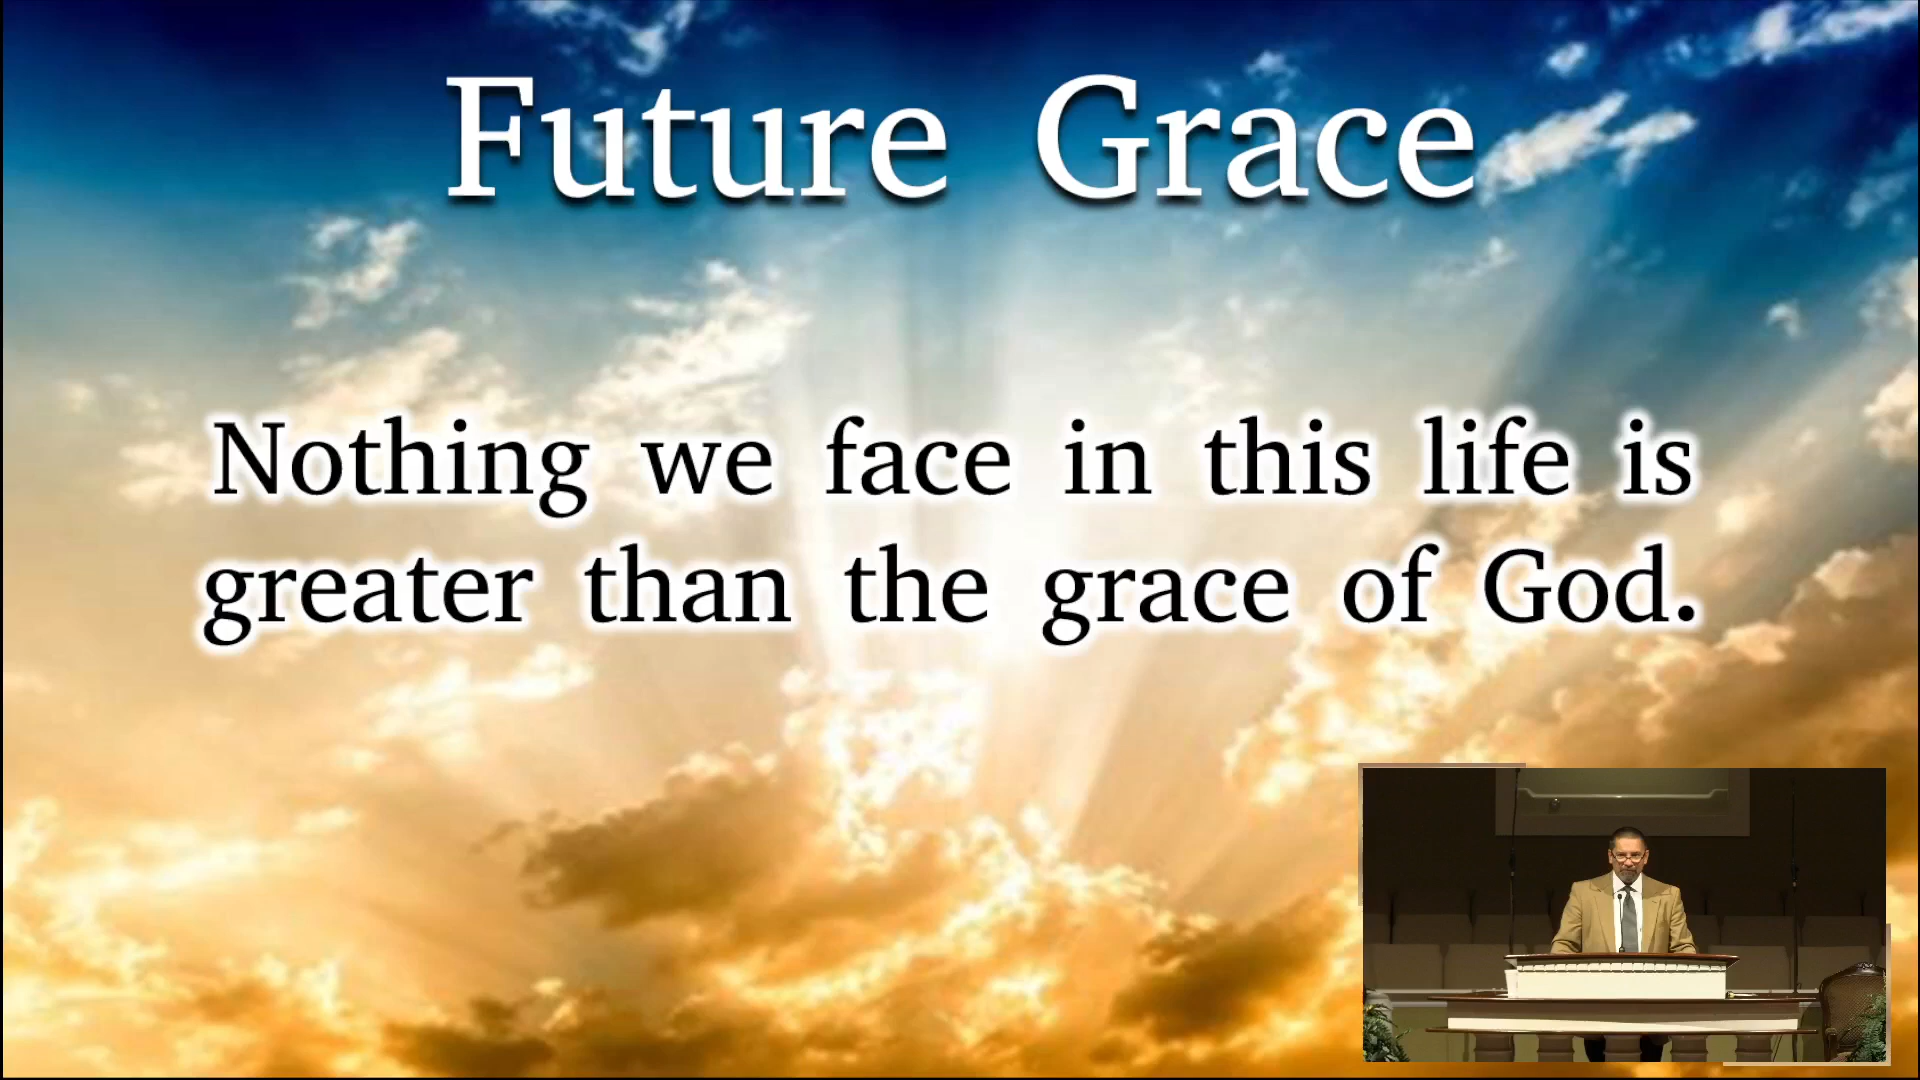 Future Grace
Nothing we face in this life is
greater than the grace of God.